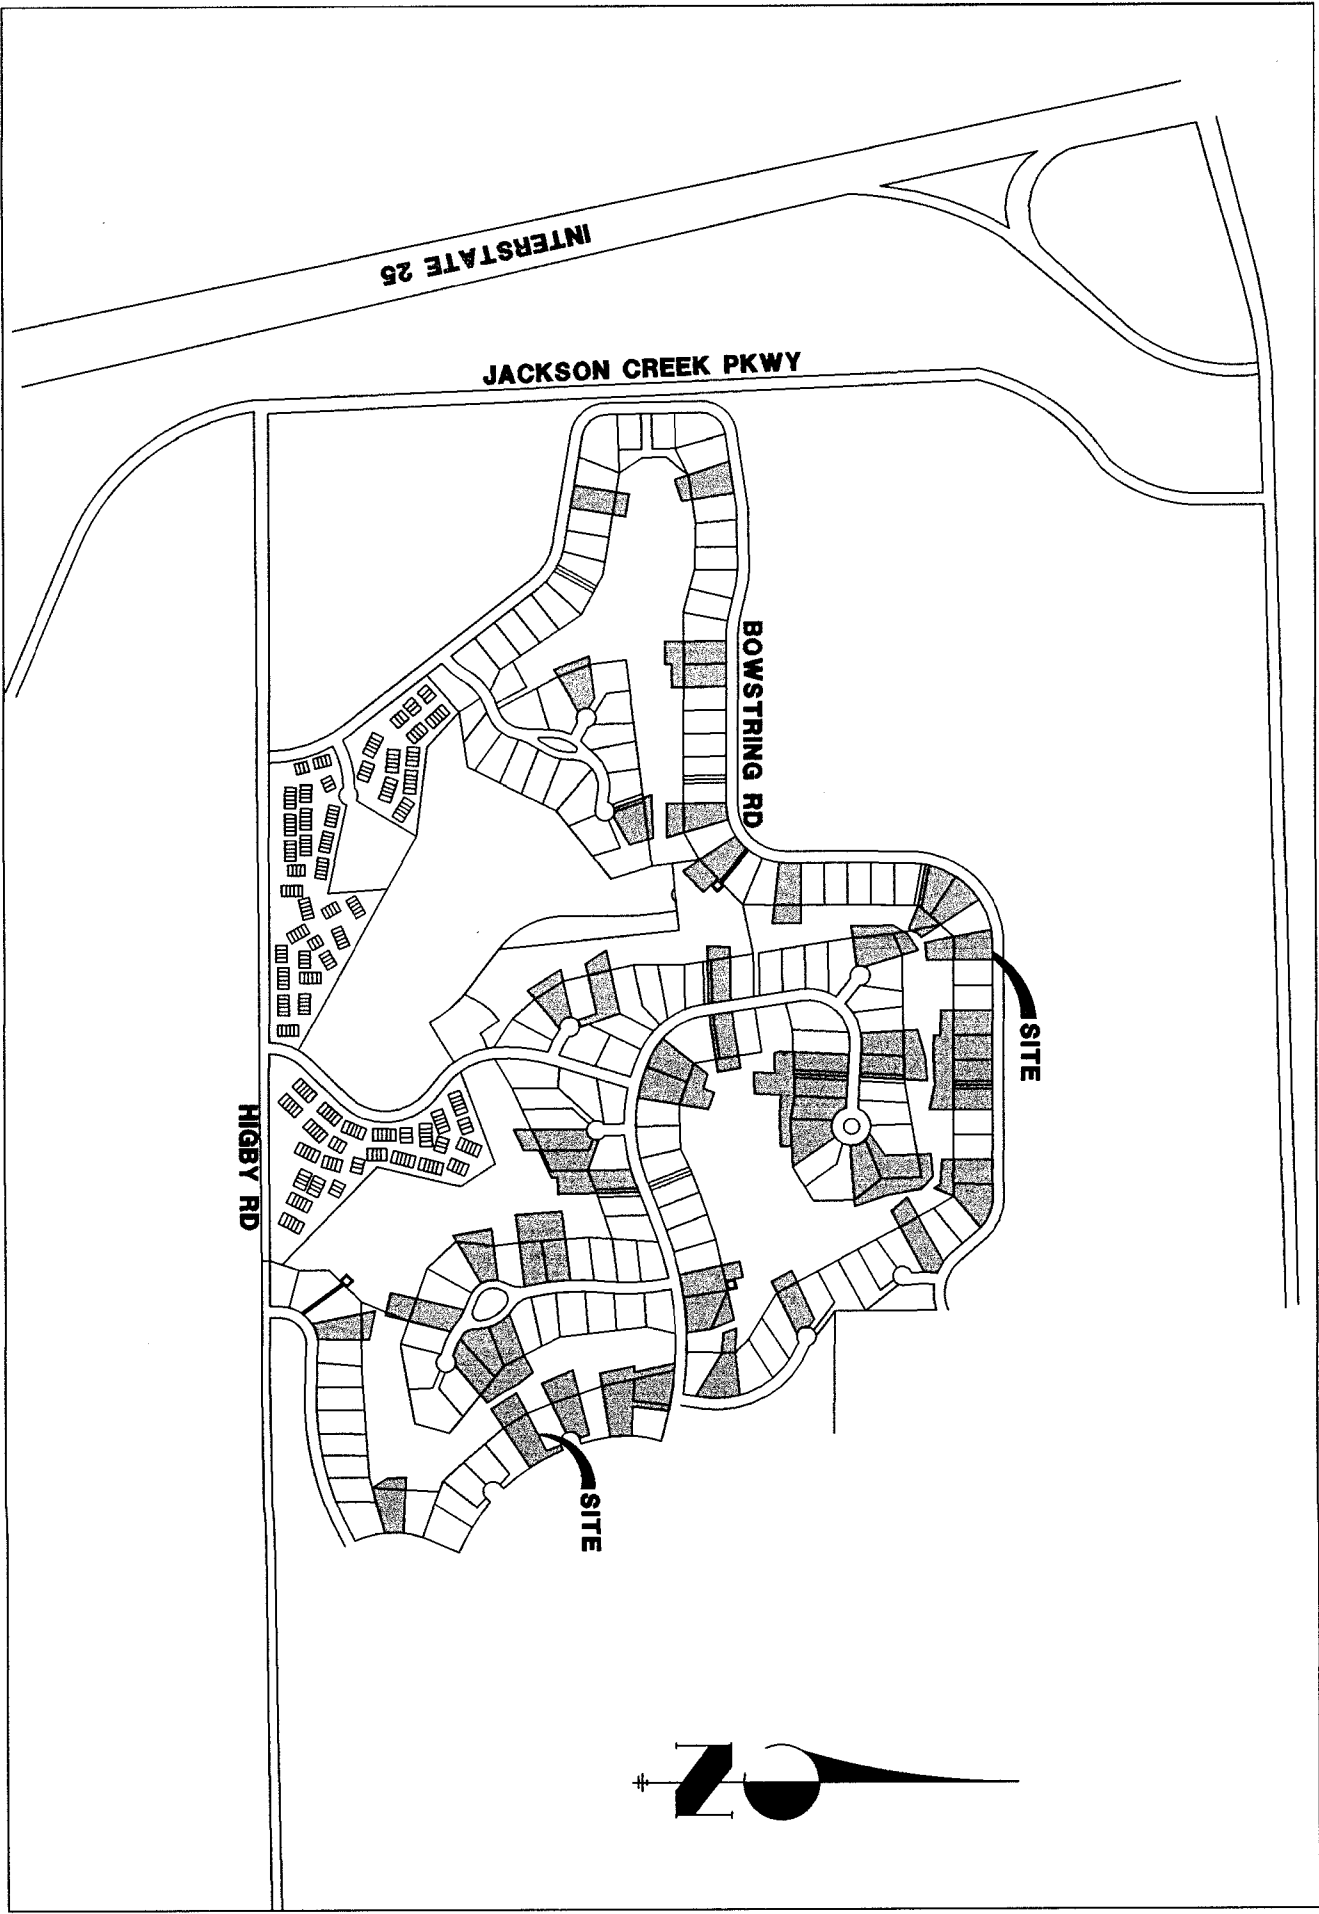 INTERSTATE 25
JACKSON CREEK PKWY
BOWSTRING RD
SITE
HIGBY RD
SITE
N